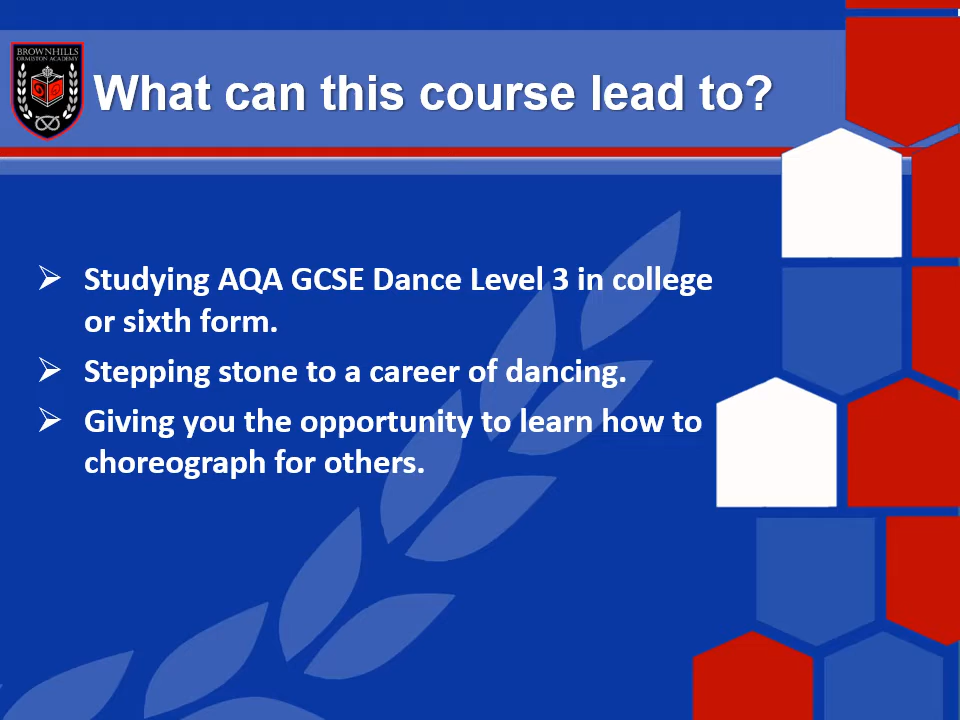 BROWNHILLS
ORMISTON ACADEMY
What can this course lead to?
Studying AQA GCSE Dance Level 3 in college
or sixth form.
Stepping stone to a career of dancing.
Giving you the opportunity to learn how to
choreograph for others.